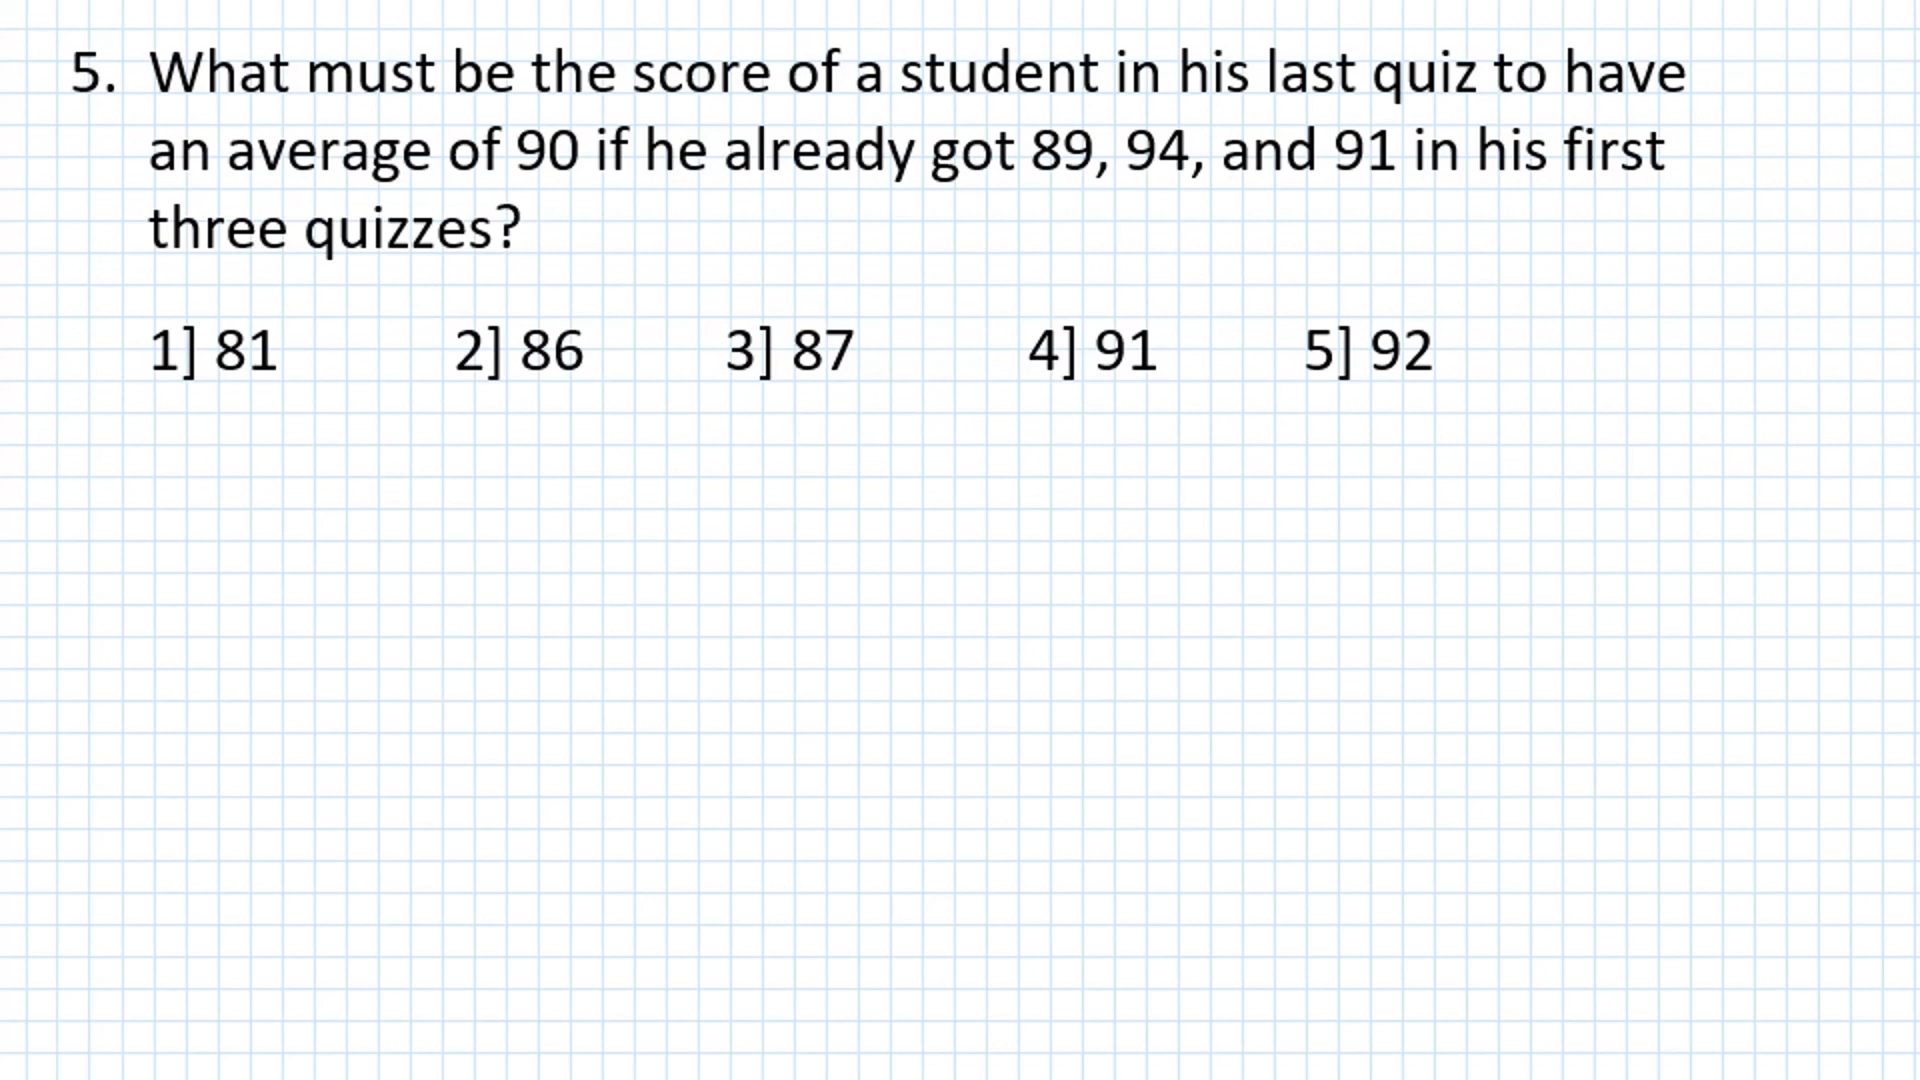 5. What must be the score of a student in his last quiz to have
an average of 90 if he already got 89, 94, and 91 in his first
three quizzes?
1] 81 2] 86 3] 87 4] 91 5] 92